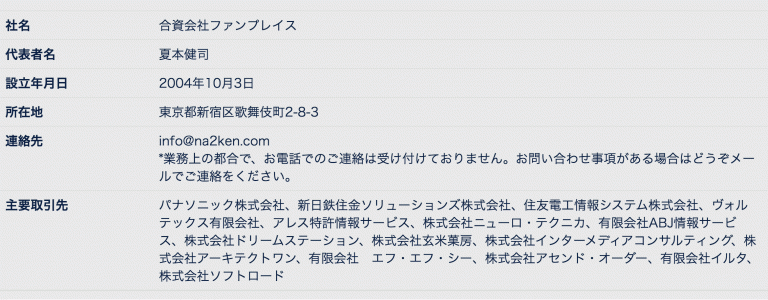 社名 合資会社ファンプレイス
代表者名 夏本健司
設立年月日 2004年10月3日
所在地 東京都新宿区歌舞伎町2-8-3
連絡先 info@na2ken.com
*業務上の都合で、お電話でのご連絡は受け付けておりません。お問い合わせ事項がある場合はどうぞメー
ルでご連絡をください。
主要取引先 パナソニック株式会社、新日鉄住金ソリューションズ株式会社、住友電工情報システム株式会社、ヴォル
テックス有限会社、アレス特許情報サービス、株式会社ニューロ・テクニカ、有限会社ABJ情報サービ
ス、株式会社ドリームステーション、株式会社玄米菓房、株式会社インターメディアコンサルティング、株
式会社アーキテクトワン、有限会社　エフ・エフ・シー、株式会社アセンド・オーダー、有限会社イルタ、
株式会社ソフトロード